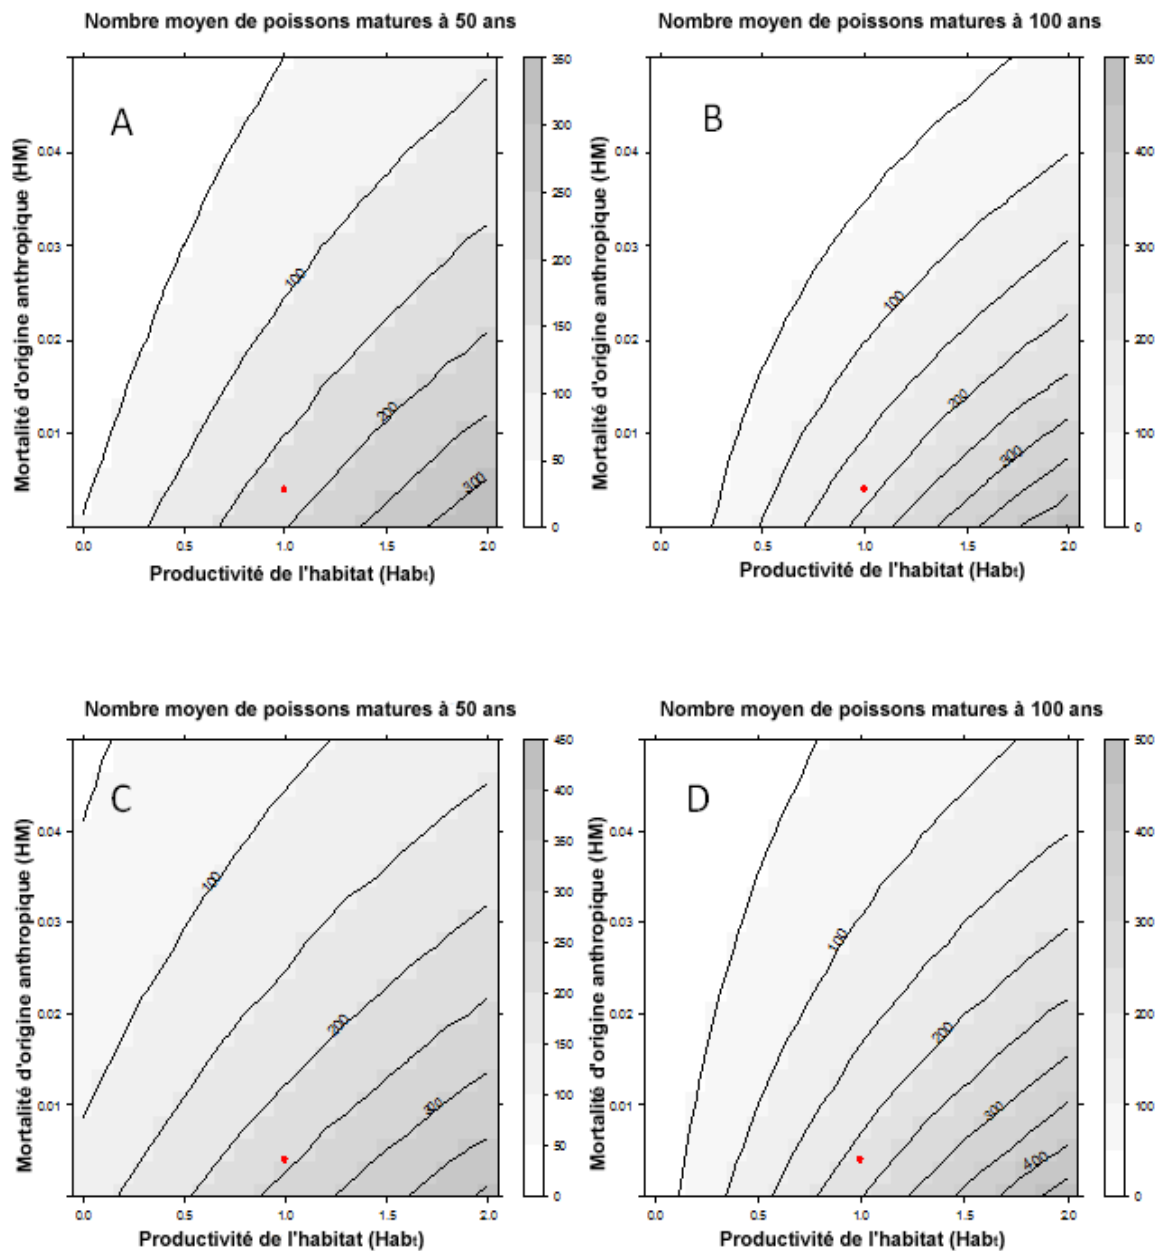 Nombre moyen de poissons matures à 50 ans
Nombre moyen de poissons matures à 100 ans
A
Mortalité d'origine anthropique (HM)
0.04
0.03
0.02
0.01
100
200
300
0.0 0.5 1.0 1.5 2.0
Productivité de l'habitat (Habt)
350
300
250
200
150
100
50
0
B
Mortalité d'origine anthropique (HM)
0.04
0.03
0.02
0.01
100
200
300
0.0 0.5 1.0 1.5 2.0
Productivité de l'habitat (Habt)
500
400
300
200
100
0
Nombre moyen de poissons matures à 50 ans
Nombre moyen de poissons matures à 100 ans
C
Mortalité d'origine anthropique (HM)
0.04
0.03
0.02
0.01
100
200
300
0.0 0.5 1.0 1.5 2.0
Productivité de l'habitat (Habt)
450
400
350
300
250
200
150
100
50
0
D
Mortalité d'origine anthropique (HM)
0.04
0.03
0.02
0.01
100
200
300
400
0.0 0.5 1.0 1.5 2.0
Productivité de l'habitat (Habt)
500
400
300
200
100
0